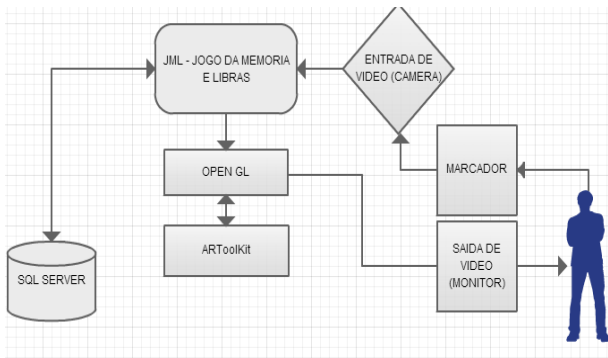 JML - JOGO DA MEMORIA
E LIBRAS
ENTRADA DE
VIDEO (CAMERA)
OPEN GL
MARCADOR
ARToolKit
SAIDA DE
VIDEO
(MONITOR)
SQL SERVER